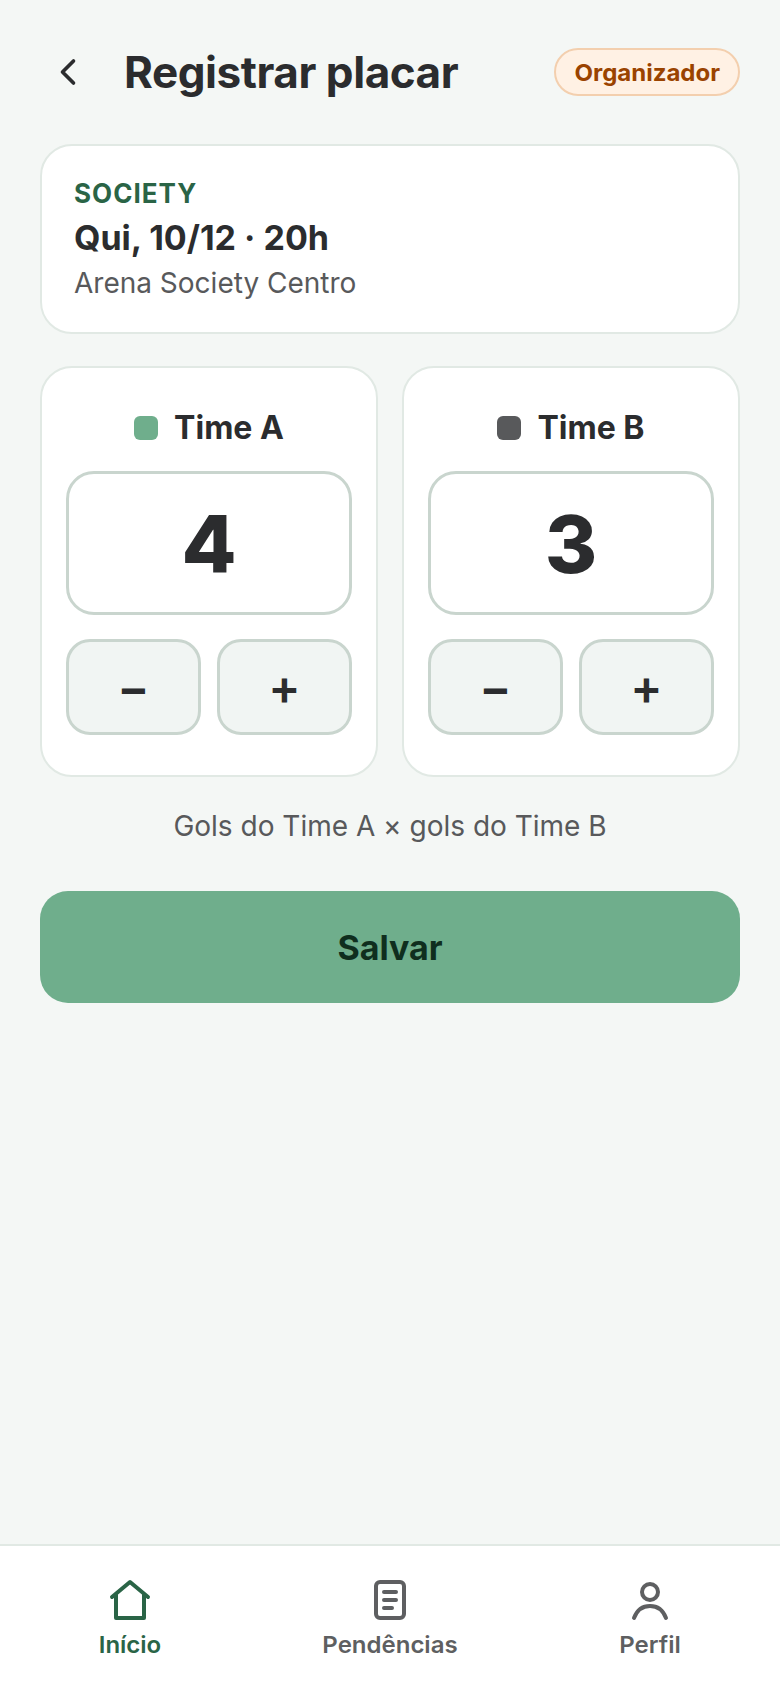 Registrar placar
Organizador
SOCIETY
Qui, 10/12 · 20h
Arena Society Centro
Time A
Time B
4
3
− +
− +
Gols do Time A × gols do Time B
Salvar
Início
Pendências
Perfil